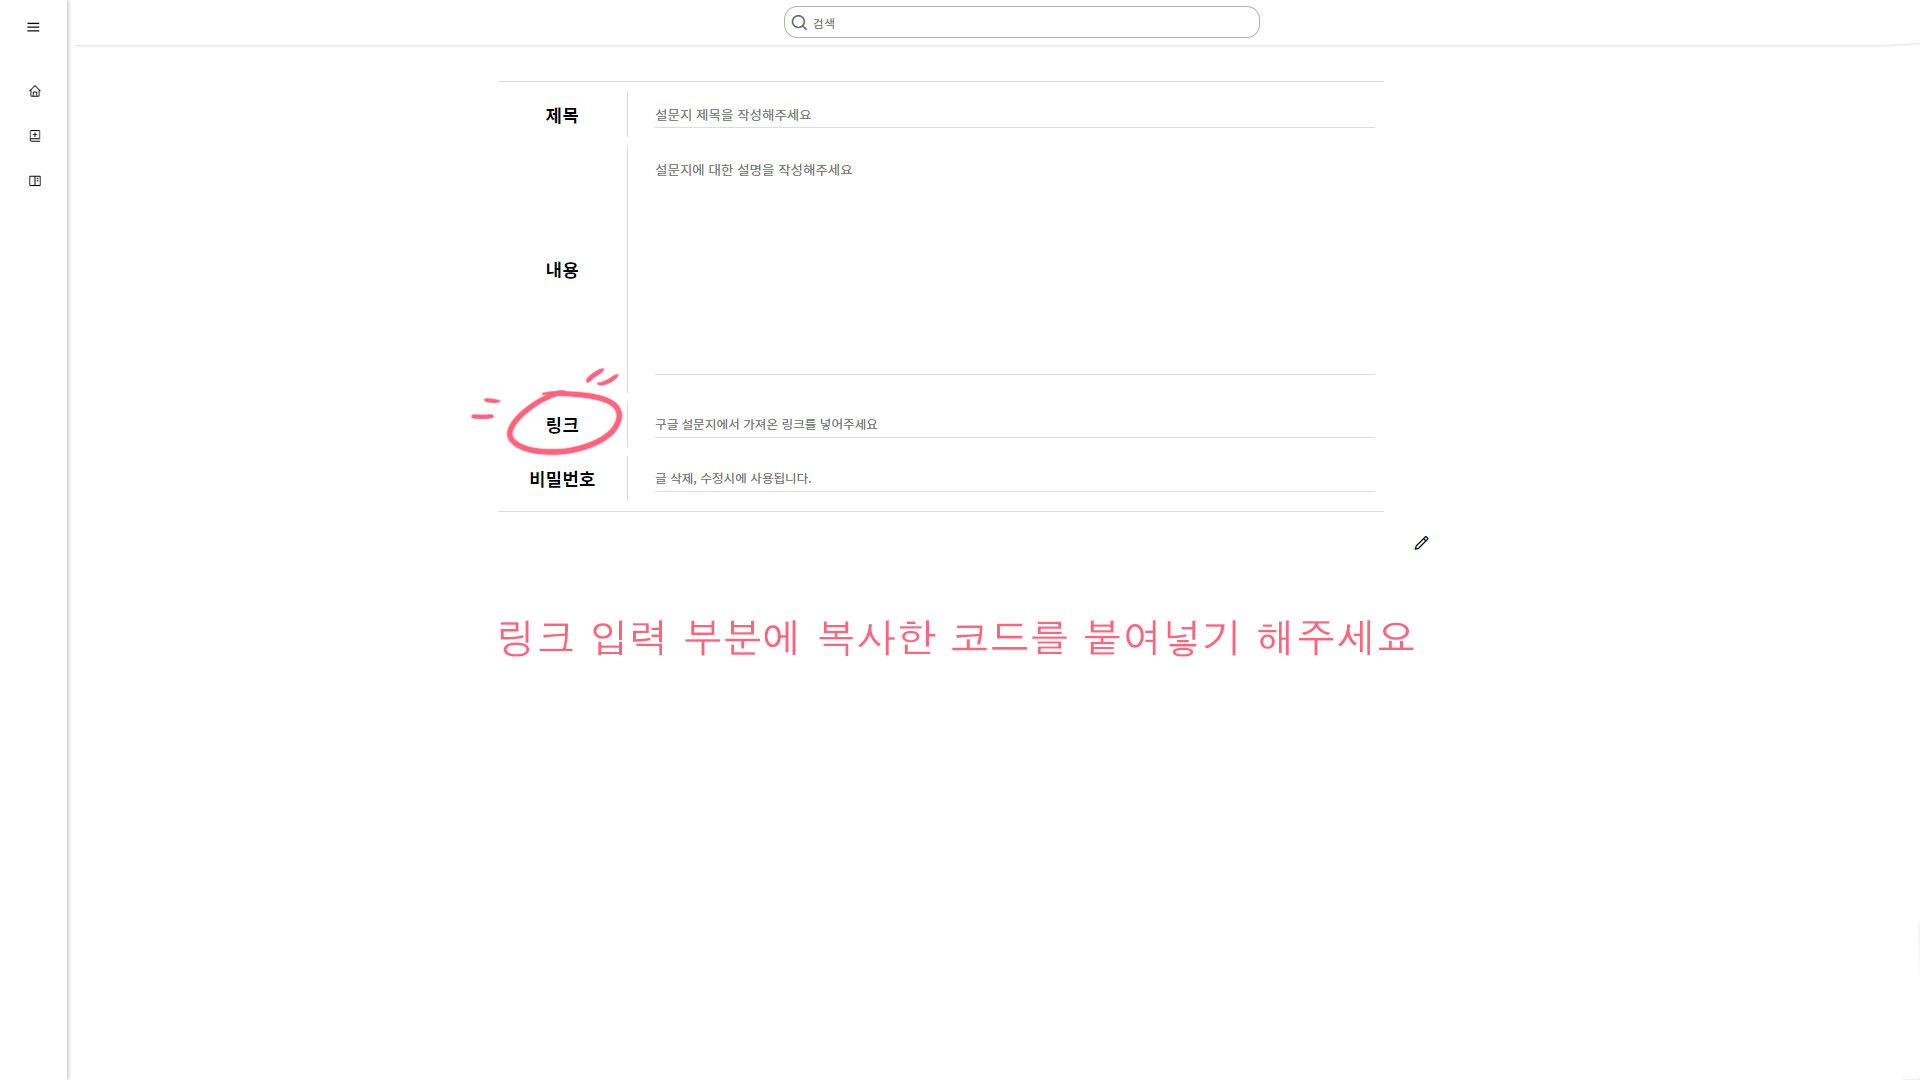 검색
제목
설문지 제목을 작성해주세요
설문지에 대한 설명을 작성해주세요
내용
링크
구글 설문지에서 가져온 링크를 넣어주세요
비밀번호
글 삭제, 수정시에 사용됩니다.
링크 입력 부분에 복사한 코드를 붙여넣기 해주세요